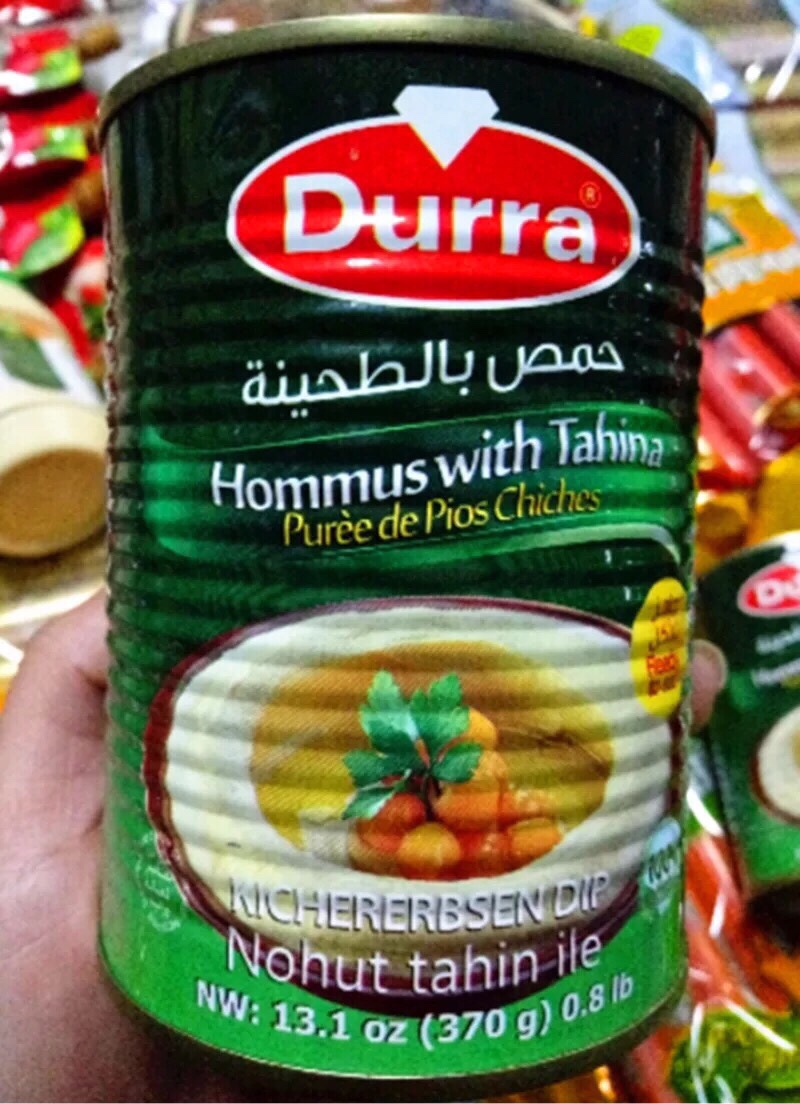 Durra®
حمص بالطحينة
Hommus with Tahina
Purèe de Pios Chiches
Ready
KICHERERBSEN DIP
Nohut tahin ile
NW: 13.1 oz (370 g) 0.8 lb